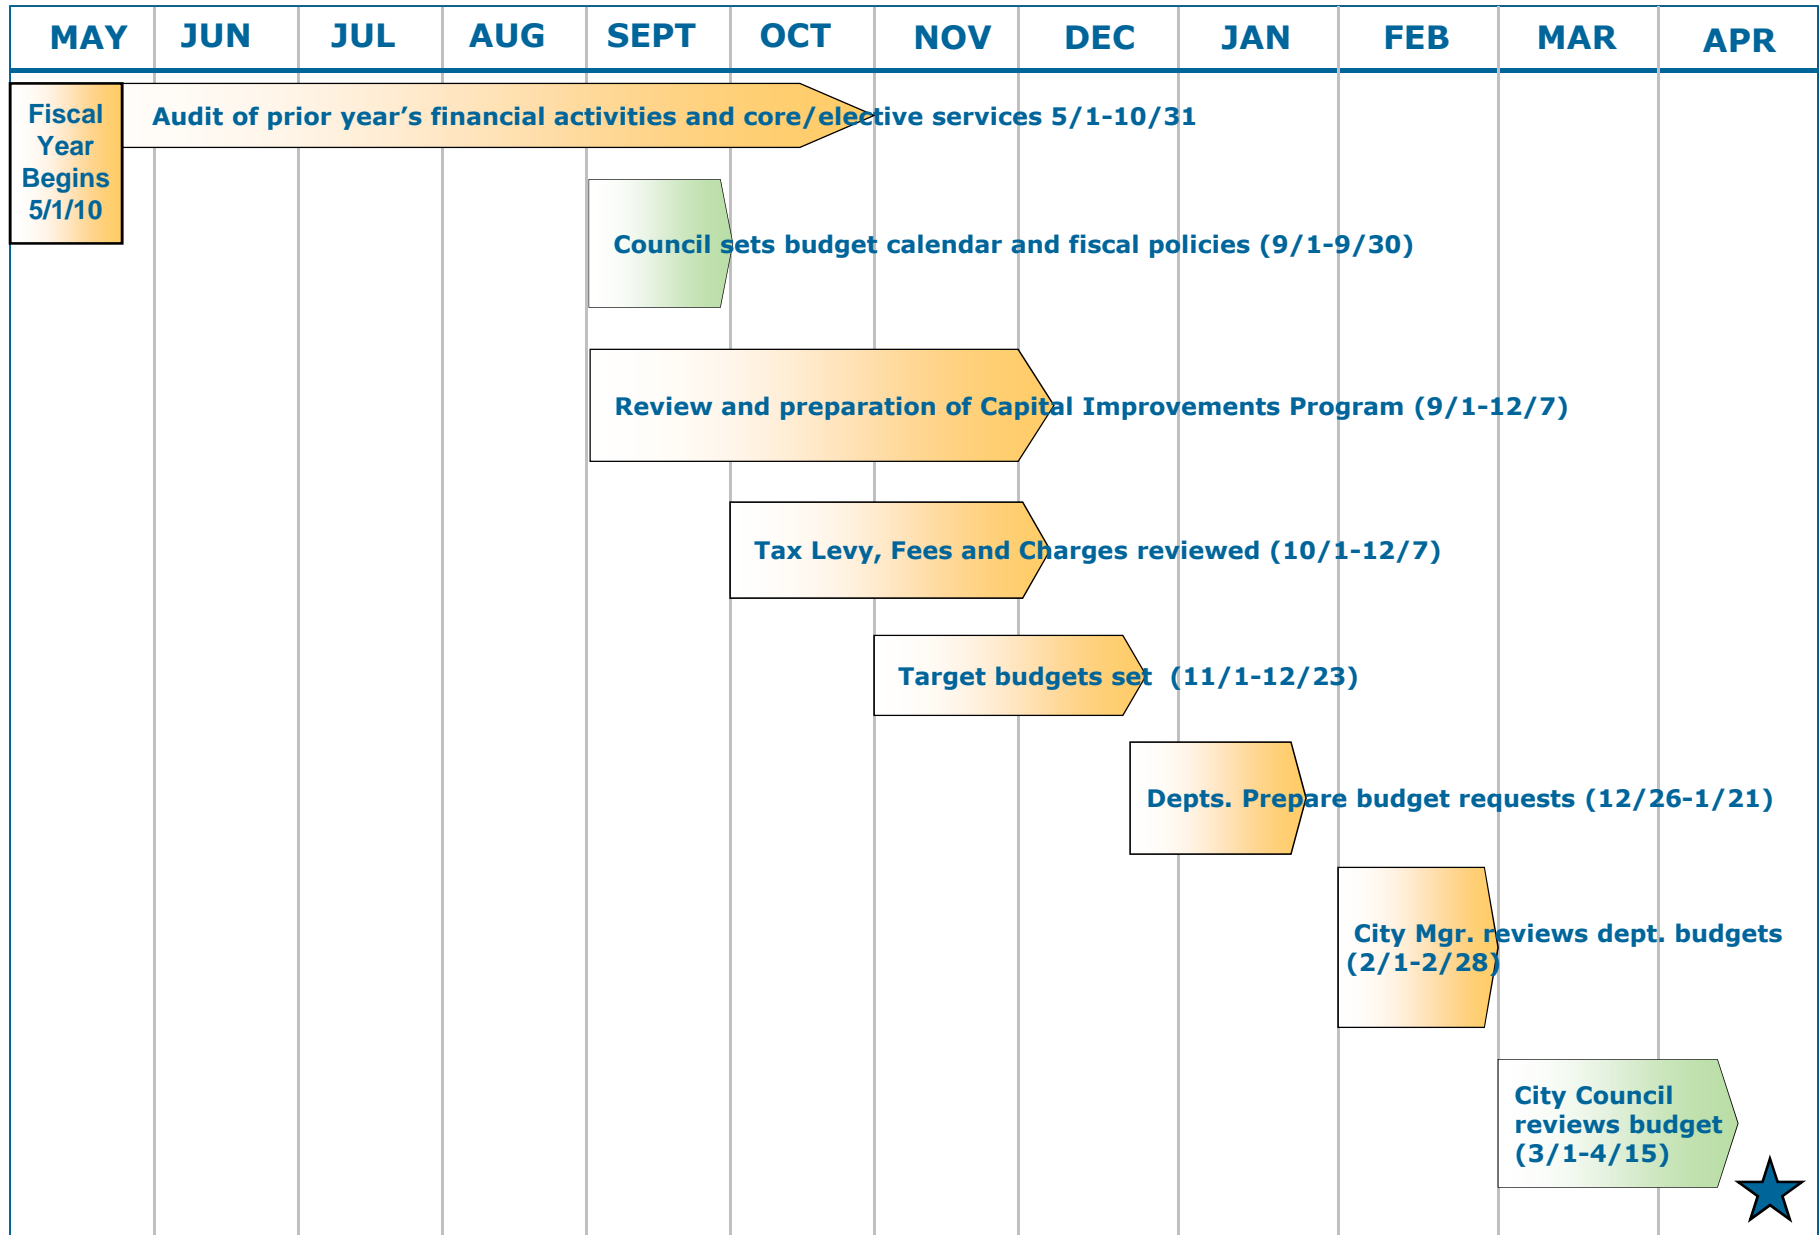 MAY JUN JUL AUG SEPT OCT NOV DEC JAN FEB MAR APR
Fiscal
Year
Begins
5/1/10
Audit of prior year’s financial activities and core/elective services 5/1-10/31
Council sets budget calendar and fiscal policies (9/1-9/30)
Review and preparation of Capital Improvements Program (9/1-12/7)
Tax Levy, Fees and Charges reviewed (10/1-12/7)
Target budgets set  (11/1-12/23)
Depts. Prepare budget requests (12/26-1/21)
City Mgr. reviews dept. budgets
(2/1-2/28)
City Council
reviews budget
(3/1-4/15)